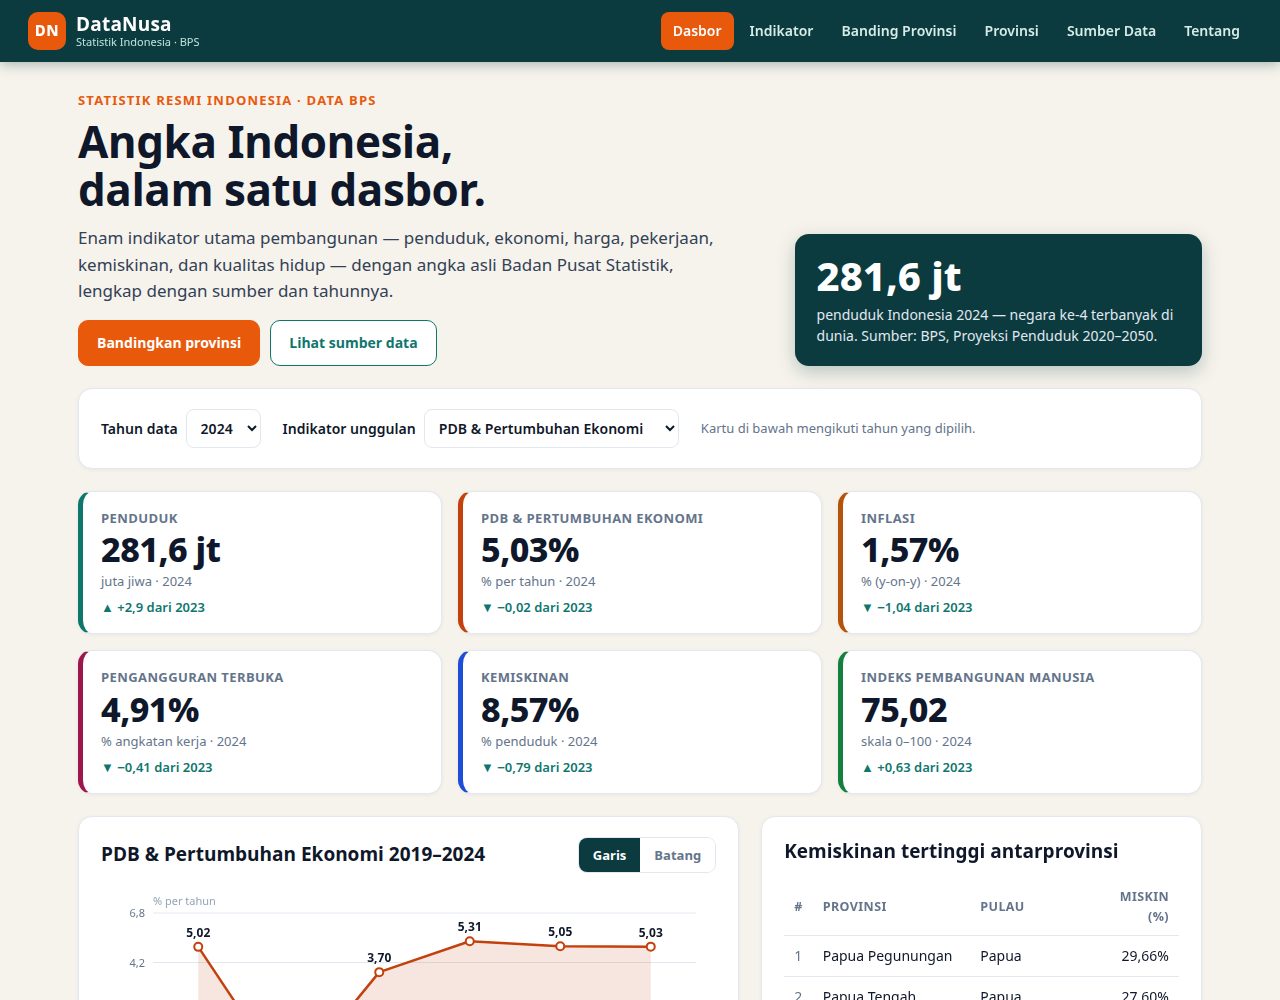 DN
DataNusa
Statistik Indonesia · BPS
Dasbor
Indikator
Banding Provinsi
Provinsi
Sumber Data
Tentang
STATISTIK RESMI INDONESIA · DATA BPS
Angka Indonesia,
dalam satu dasbor.
Enam indikator utama pembangunan — penduduk, ekonomi, harga, pekerjaan,
kemiskinan, dan kualitas hidup — dengan angka asli Badan Pusat Statistik,
lengkap dengan sumber dan tahunnya.
Bandingkan provinsi
Lihat sumber data
281,6 jt
penduduk Indonesia 2024 — negara ke-4 terbanyak di
dunia. Sumber: BPS, Proyeksi Penduduk 2020–2050.
Tahun data
2024
Indikator unggulan
PDB & Pertumbuhan Ekonomi
Kartu di bawah mengikuti tahun yang dipilih.
PENDUDUK
281,6 jt
juta jiwa · 2024
▲ +2,9 dari 2023
PDB & PERTUMBUHAN EKONOMI
5,03%
% per tahun · 2024
▼ −0,02 dari 2023
INFLASI
1,57%
% (y-on-y) · 2024
▼ −1,04 dari 2023
PENGANGGURAN TERBUKA
4,91%
% angkatan kerja · 2024
▼ −0,41 dari 2023
KEMISKINAN
8,57%
% penduduk · 2024
▼ −0,79 dari 2023
INDEKS PEMBANGUNAN MANUSIA
75,02
skala 0–100 · 2024
▲ +0,63 dari 2023
PDB & Pertumbuhan Ekonomi 2019–2024
Garis
Batang
% per tahun
6,8
4,2
5,02
3,70
5,31
5,05
5,03
Kemiskinan tertinggi antarprovinsi
# PROVINSI PULAU MISKIN
(%)
1 Papua Pegunungan Papua 29,66%
2 Papua Tengah Papua 27,60%